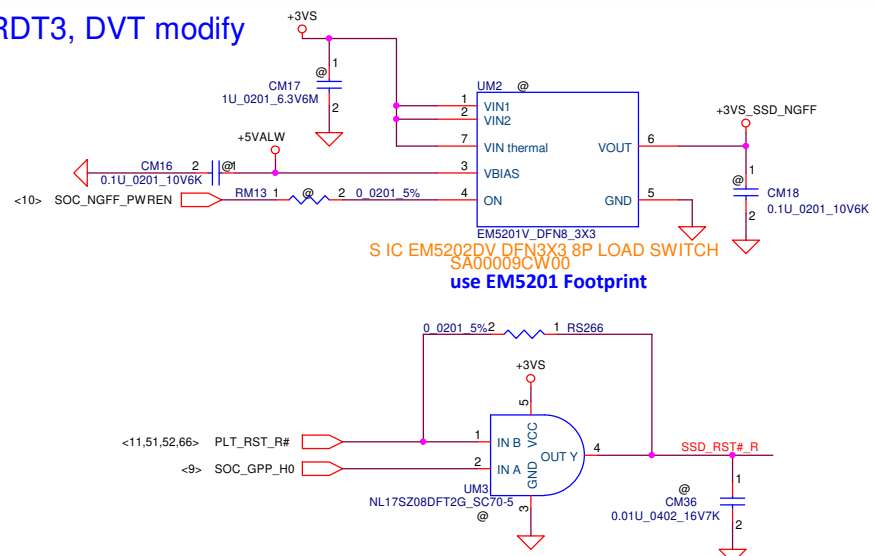 RDT3, DVT modify
+3VS
@
1
CM17
1U_0201_6.3V6M
2
UM2 @
1 VIN1
2 VIN2
7 VIN thermal
VOUT 6
+3VS_SSD_NGFF
+5VALW
3 VBIAS
CM16 2 @ 1
0.1U_0201_10V6K
<10> SOC_NGFF_PWREN
RM13 1 @ 2 0_0201_5%
4 ON
GND 5
1
@
CM18
0.1U_0201_10V6K
2
EM5201V_DFN8_3X3
S IC EM5202DV DFN3X3 8P LOAD SWITCH
SA00009CW00
use EM5201 Footprint
0_0201_5% 2 1 RS266
+3VS
5
VCC
<11,51,52,66> PLT_RST_R#
1 IN B
OUT Y 4
SSD_RST#_R
<9> SOC_GPP_H0
2 IN A
GND
3
UM3
NL17SZ08DFT2G_SC70-5
@
1
@
CM36
0.01U_0402_16V7K
2